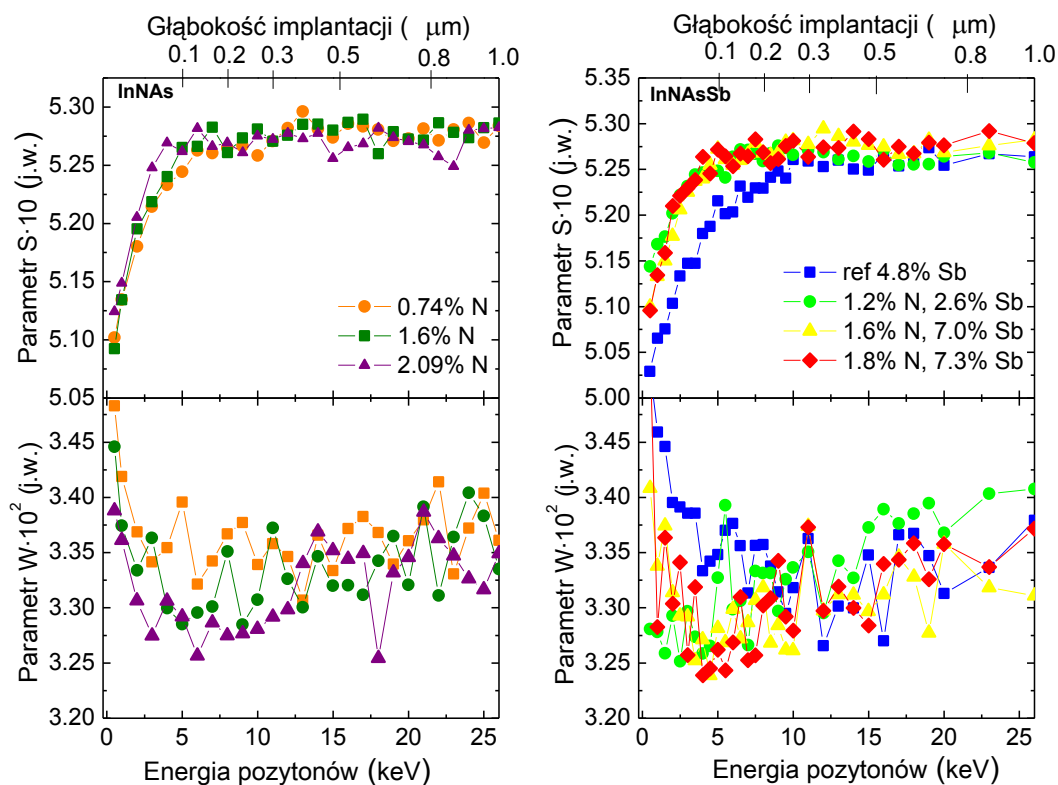 Głąbokość implantacji ( μm)
0.1 0.2 0.3 0.5 0.8 1.0
InNAs
5.30
5.25
5.20
5.15
5.10
5.05
Parametr S·10 (j.w.)
0.74% N
1.6% N
2.09% N
3.45
3.40
3.35
3.30
3.25
3.20
Parametr W·10² (j.w.)
0 5 10 15 20 25
Energia pozytonów (keV)
Głąbokość implantacji ( μm)
0.1 0.2 0.3 0.5 0.8 1.0
InNAsSb
5.35
5.30
5.25
5.20
5.15
5.10
5.05
5.00
Parametr S·10 (j.w.)
ref 4.8% Sb
1.2% N, 2.6% Sb
1.6% N, 7.0% Sb
1.8% N, 7.3% Sb
3.45
3.40
3.35
3.30
3.25
3.20
Parametr W·10² (j.w.)
0 5 10 15 20 25
Energia pozytonów (keV)